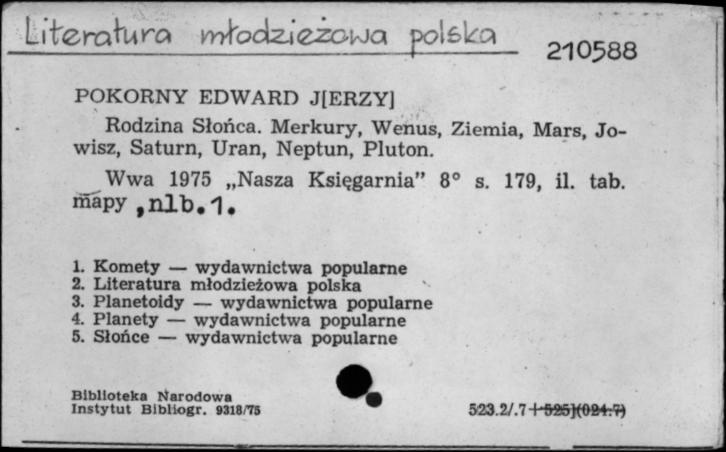 Literatura młodzieżowa polska
210588
POKORNY EDWARD J[ERZY]
Rodzina Słońca. Merkury, Wenus, Ziemia, Mars, Jo-
wisz, Saturn, Uran, Neptun, Pluton.
Wwa 1975 „Nasza Księgarnia” 8° s. 179, il. tab.
mapy ,nlb.1.
1. Komety — wydawnictwa popularne
2. Literatura młodzieżowa polska
3. Planetoidy — wydawnictwa popularne
4. Planety — wydawnictwa popularne
5. Słońce — wydawnictwa popularne
Biblioteka Narodowa
Instytut Bibliogr. 9318/75
523.2/.7+525](024.7)